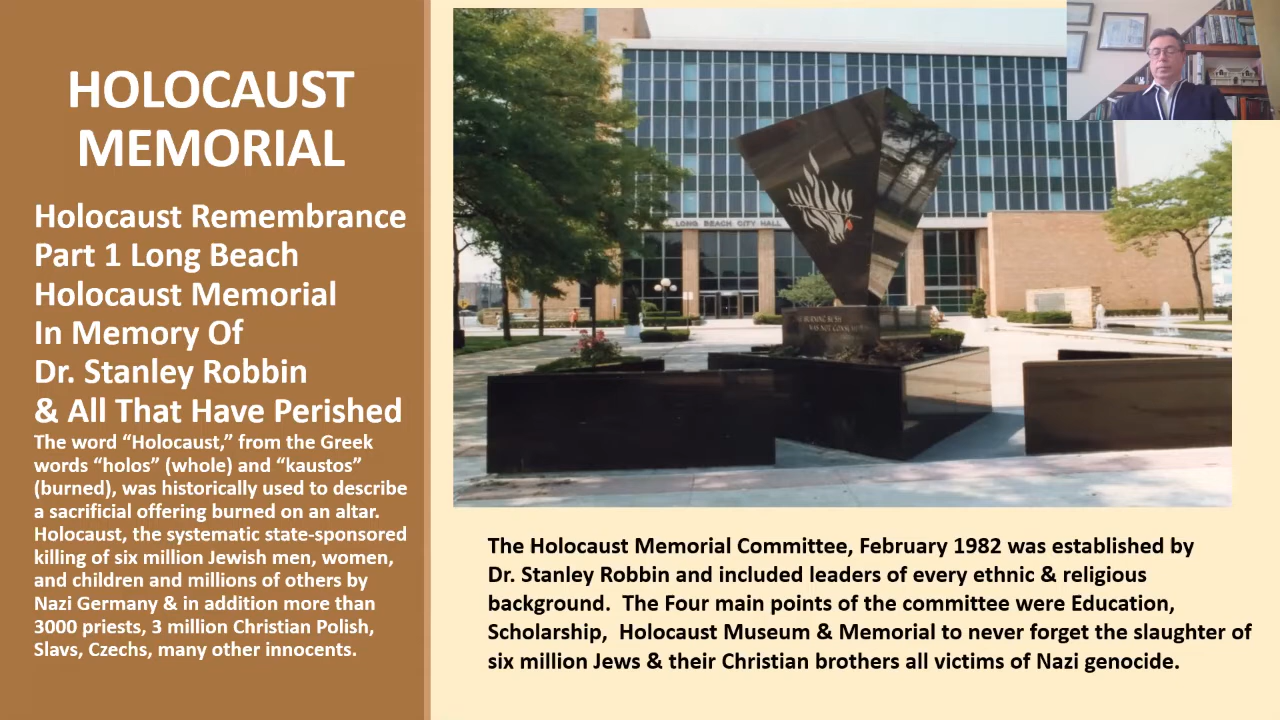 HOLOCAUST
MEMORIAL
Holocaust Remembrance
Part 1 Long Beach
Holocaust Memorial
In Memory Of
Dr. Stanley Robbin
& All That Have Perished
The word “Holocaust,” from the Greek
words “holos” (whole) and “kaustos”
(burned), was historically used to describe
a sacrificial offering burned on an altar.
Holocaust, the systematic state-sponsored
killing of six million Jewish men, women,
and children and millions of others by
Nazi Germany & in addition more than
3000 priests, 3 million Christian Polish,
Slavs, Czechs, many other innocents.
LONG BEACH CITY HALL
BURNING BUSH
WAS NOT
The Holocaust Memorial Committee, February 1982 was established by
Dr. Stanley Robbin and included leaders of every ethnic & religious
background.  The Four main points of the committee were Education,
Scholarship,  Holocaust Museum & Memorial to never forget the slaughter of
six million Jews & their Christian brothers all victims of Nazi genocide.